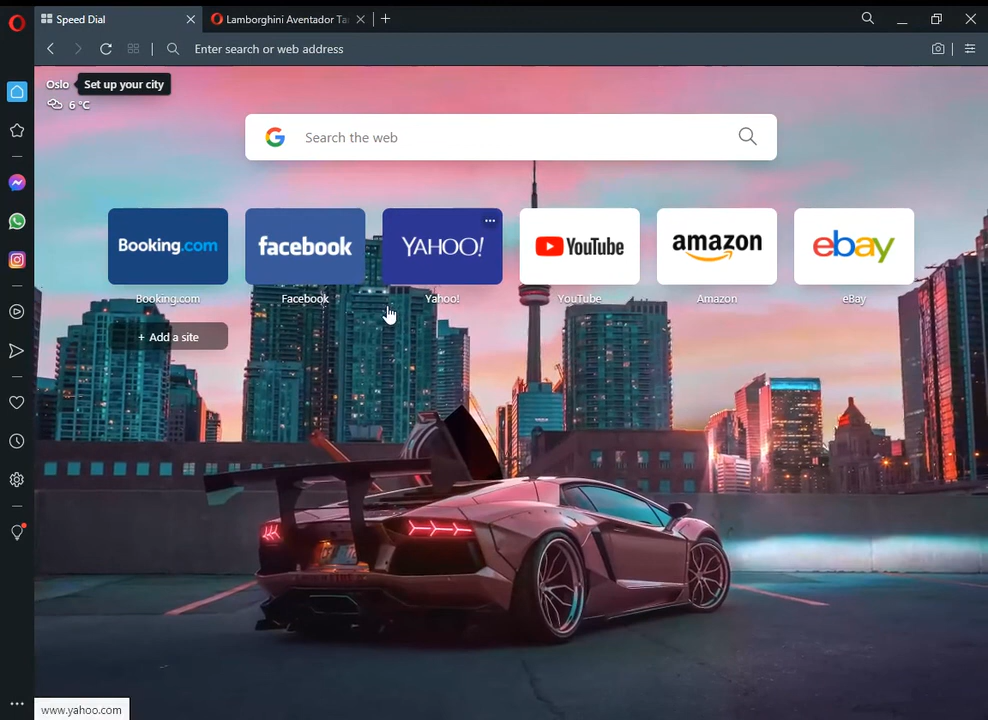 Speed Dial
Lamborghini Aventador Ta
Enter search or web address
Oslo
Set up your city
6 °C
Search the web
Booking.com
facebook
YAHOO!
YouTube
amazon
ebay
Booking.com
Facebook
Yahoo!
YouTube
Amazon
eBay
+ Add a site
www.yahoo.com